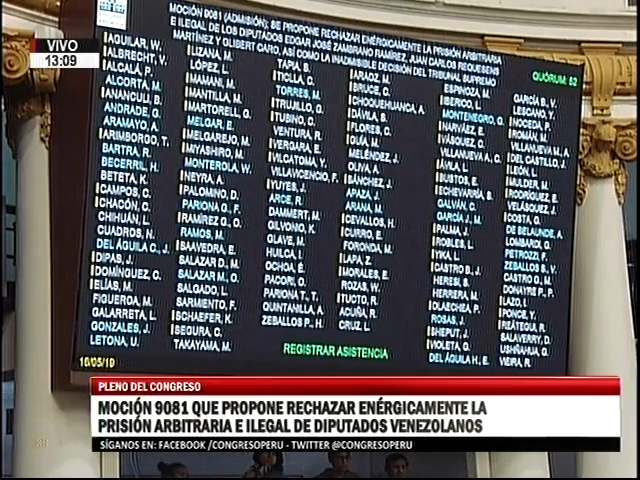 VIVO
13:09
MOCIÓN 9081 (ADMISIÓN); SE PROPONE RECHAZAR ENÉRGICAMENTE LA PRISIÓN ARBITRARIA
E ILEGAL DE LOS DIPUTADOS EDGAR JOSÉ ZAMBRANO RAMÍREZ, JUAN CARLOS REQUESENS
MARTÍNEZ Y GILBERT CARO, ASÍ COMO LA INADMISIBLE DECISIÓN DEL TRIBUNAL SUPREMO
QUÓRUM: 62
AGUILAR, W.
ALBRECHT, V.
ALCALÁ, P.
ALCORTA, M.
ANANCULI, B.
ANDRADE, G.
ARAMAYO, A.
ARIMBORGO, T.
BARTRA, R.
BECERRIL, H.
BETETA, K.
CAMPOS, C.
CHACÓN, G.
CHIHUÁN, L.
CUADROS, N.
DEL ÁGUILA C., J.
DIPAS, J.
DOMÍNGUEZ, C.
ELÍAS, M.
FIGUEROA, M.
GALARRETA, L.
GONZALES, J.
LETONA, U.
LIZANA, M.
LÓPEZ, L.
MAMANI, M.
MANTILLA, M.
MARTORELL, G.
MELGAR, E.
MELGAREJO, M.
MIYASHIRO, M.
MONTEROLA, W.
NEYRA, A.
PALOMINO, D.
PARIONA G., F.
RAMÍREZ G., O.
RAMOS, M.
SAAVEDRA, E.
SALAZAR D., M.
SALAZAR M., O.
SALGADO, L.
SARMIENTO, F.
SCHAEFER, K.
SEGURA, C.
TAKAYAMA, M.
TAPIA, B.
TICLLA, C.
TORRES, M.
TRUJILLO, G.
TUBINO, C.
VENTURA, R.
VERGARA, E.
VILCATOMA, Y.
VILLAVICENCIO, F.
YUYES, J.
ARCE, R.
DAMMERT, M.
GILVONIO, K.
GLAVE, M.
HUILCA, I.
OCHOA, É.
PACORI, O.
PARIONA T., T.
QUINTANILLA, A.
ZEBALLOS P., H.
ARAOZ, M.
BRUCE, C.
CHOQUEHUANCA, A.
DÁVILA, S.
FLORES, C.
GUÍA, M.
MELÉNDEZ, J.
OLIVA, A.
SÁNCHEZ, J.
APAZA, J.
ARANA, M.
CEVALLOS, H.
CURRO, E.
FORONDA, M.
LAPA, Z.
MORALES, E.
ROZAS, W.
TUCTO, R.
ACUÑA, R.
CRUZ, L.
ESPINOZA, M.
IBERICO, L.
MONTENEGRO, G.
NARVÁEZ, E.
VÁSQUEZ, C.
VILLANUEVA A., C.
ÁVILA, L.
BUSTOS, E.
ECHEVARRÍA, S.
GALVÁN, C.
GARCÍA J., M.
PALMA, J.
ROBLES, L.
YIKA, L.
CASTRO B., J.
HERESI, S.
HERRERA, M.
OLAECHEA, P.
ROSAS, J.
SHEPUT, J.
VIOLETA, G.
DEL ÁGUILA H., E.
GARCÍA B., V.
LESCANO, Y.
NOCEDA, P.
ROMÁN, M.
VILLANUEVA M., A.
DEL CASTILLO, J.
LEÓN, L.
MULDER, M.
RODRÍGUEZ, E.
VELÁSQUEZ, J.
COSTA, G.
DE BELAUNDE, A.
LOMBARDI, G.
PETROZZI, F.
ZEBALLOS S., V.
CASTRO G., M.
DONAYRE P., P.
LAZO, I.
PONCE, Y.
REÁTEGUI, R.
SALAVERRY, D.
USHÑAHUA, G.
VIEIRA, R.
REGISTRAR ASISTENCIA
PLENO DEL CONGRESO
MOCIÓN 9081 QUE PROPONE RECHAZAR ENÉRGICAMENTE LA
PRISIÓN ARBITRARIA E ILEGAL DE DIPUTADOS VENEZOLANOS
SÍGANOS EN: FACEBOOK /CONGRESOPERU - TWITTER @CONGRESOPERU